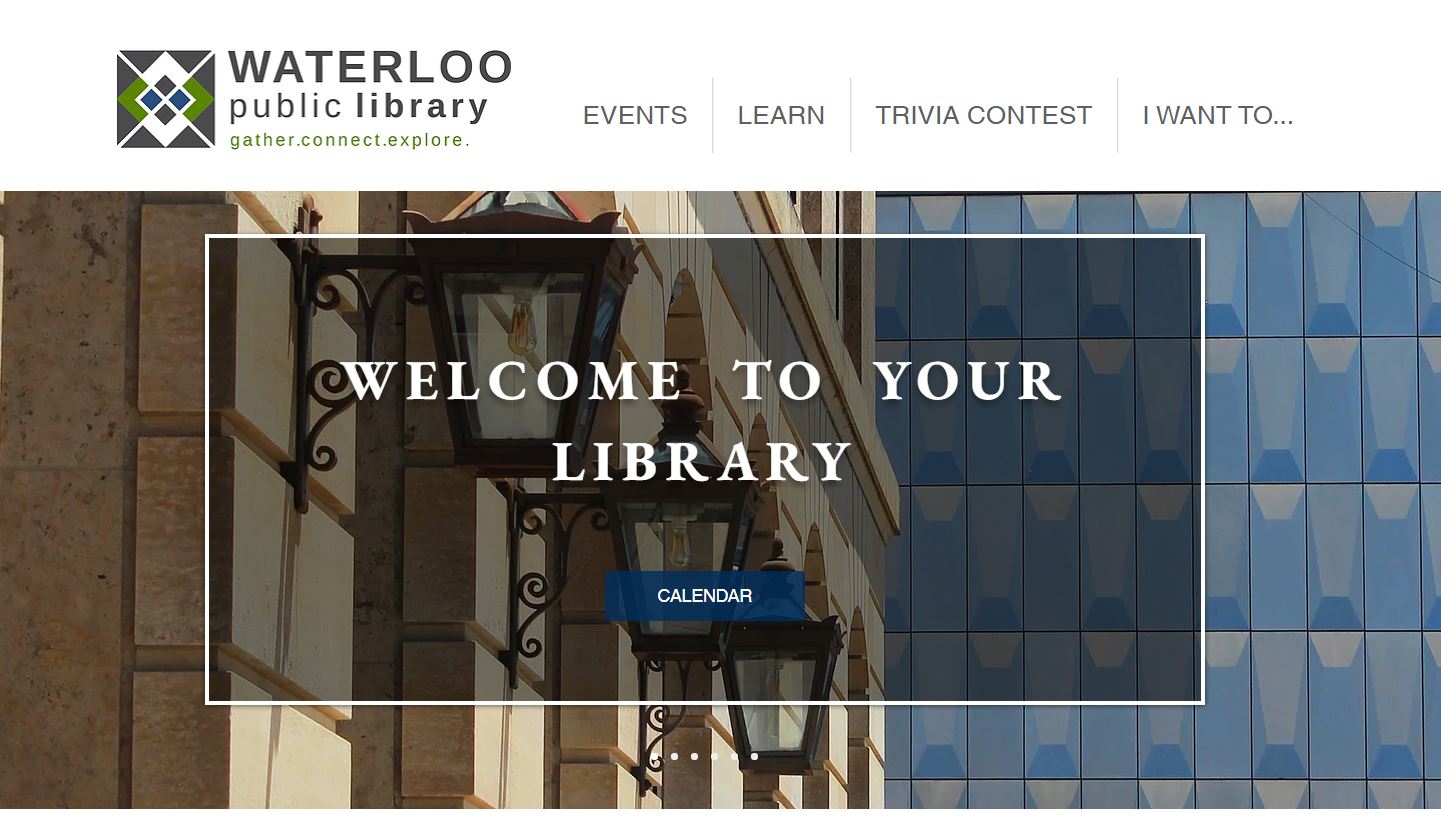 WATERLOO
public library
gather.connect.explore.
EVENTS
LEARN
TRIVIA CONTEST
I WANT TO...
WELCOME TO YOUR
LIBRARY
CALENDAR